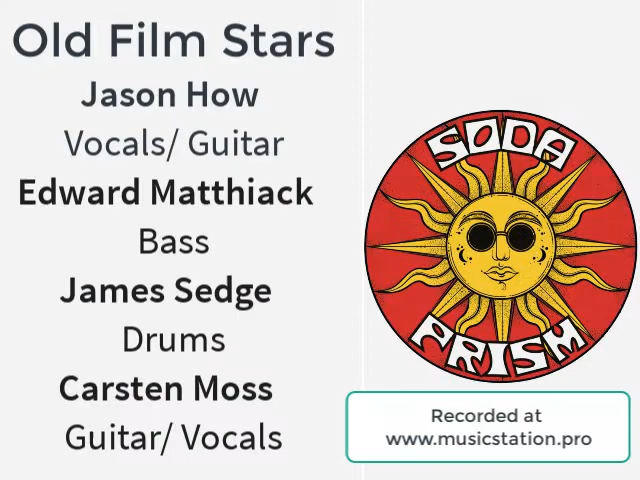 Old Film Stars
Jason How
Vocals/ Guitar
Edward Matthiack
Bass
James Sedge
Drums
Carsten Moss
Guitar/ Vocals
SODA
PRISM
Recorded at
www.musicstation.pro